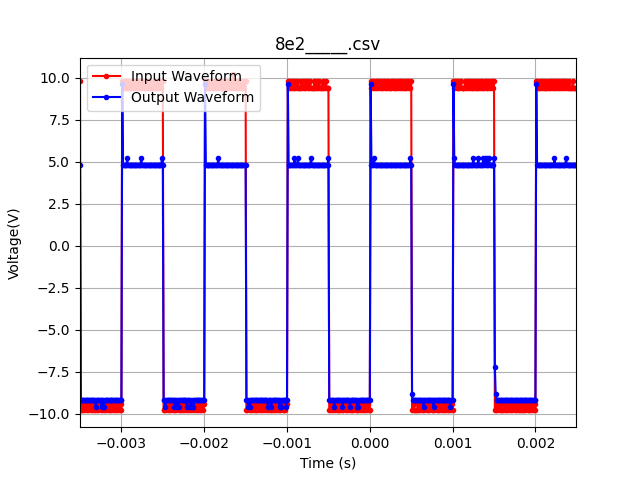 8e2_____.csv
Input Waveform
Output Waveform
Voltage(V)
10.0
7.5
5.0
2.5
0.0
−2.5
−5.0
−7.5
−10.0
−0.003 −0.002 −0.001 0.000 0.001 0.002
Time (s)